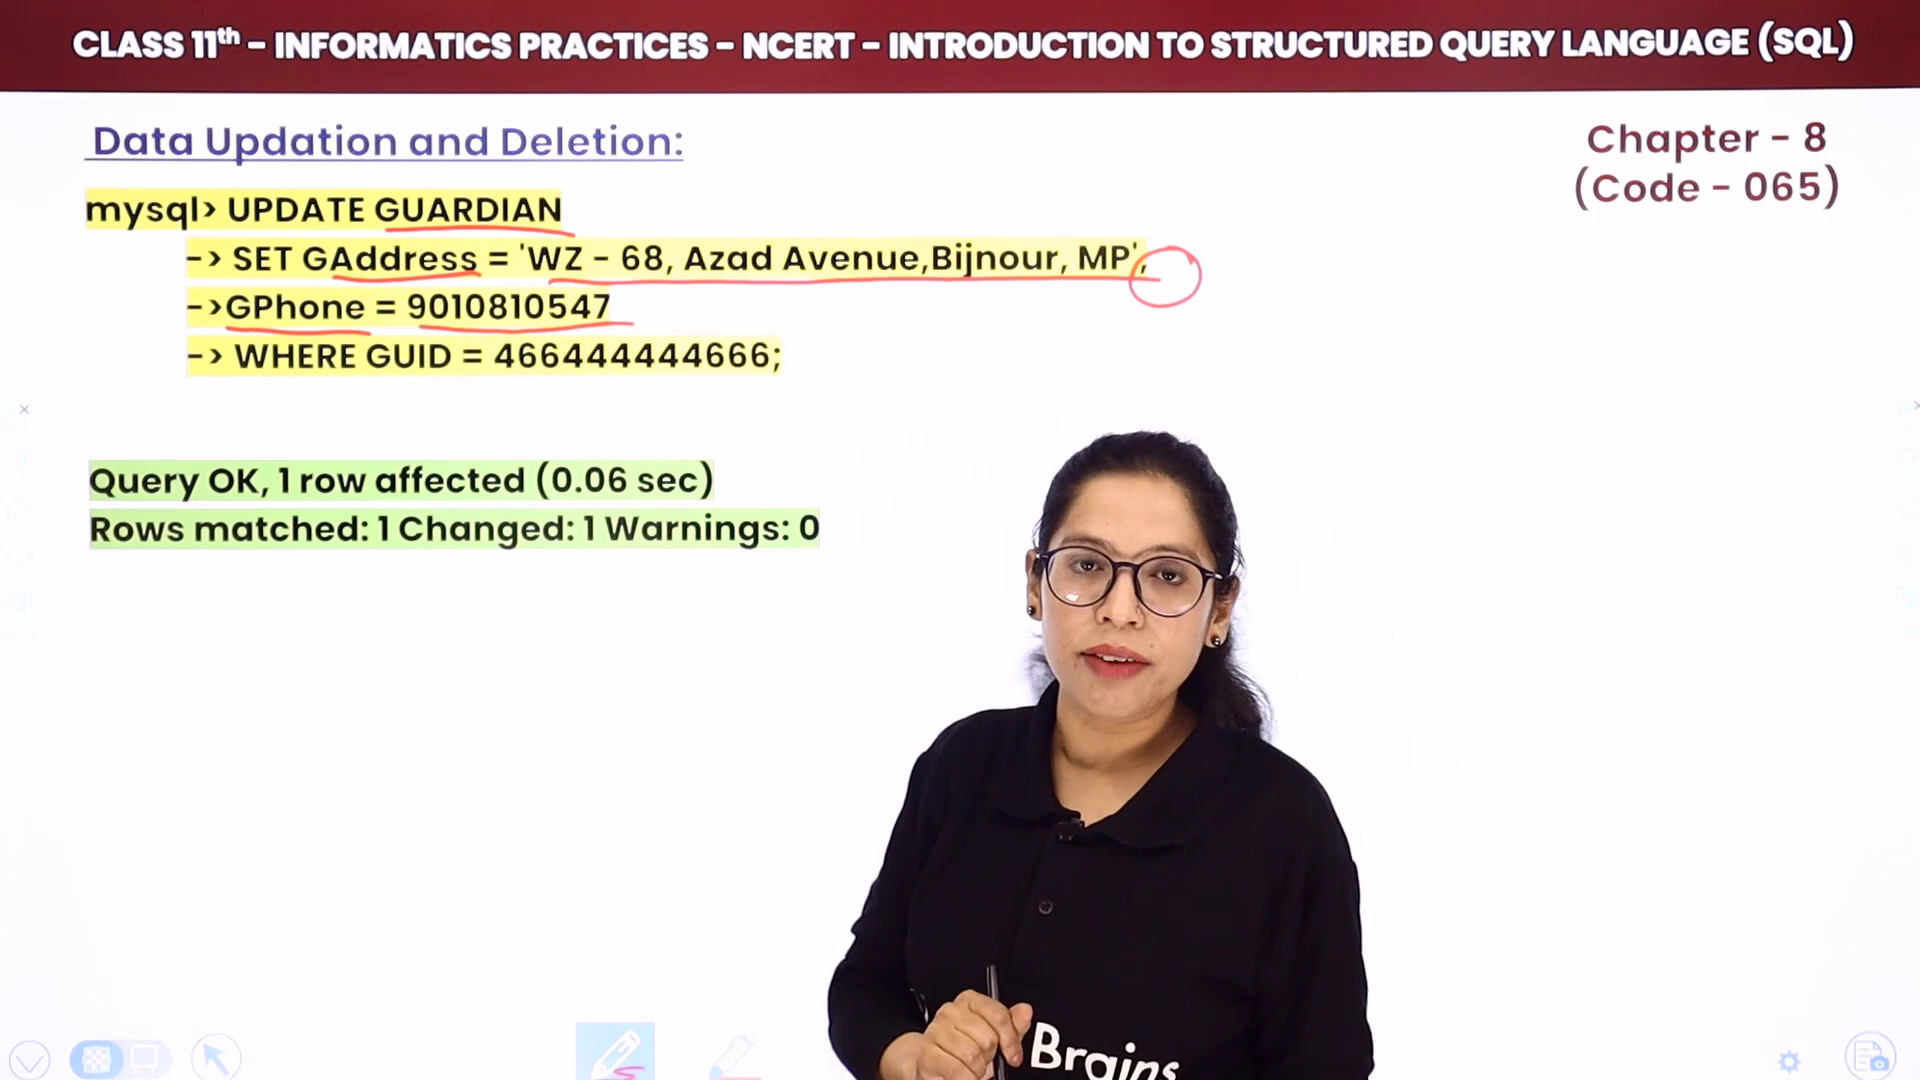 CLASS 11th – INFORMATICS PRACTICES – NCERT – INTRODUCTION TO STRUCTURED QUERY LANGUAGE (SQL)
Data Updation and Deletion:
Chapter - 8
(Code - 065)
mysql> UPDATE GUARDIAN
-> SET GAddress = 'WZ - 68, Azad Avenue,Bijnour, MP',
->GPhone = 9010810547
-> WHERE GUID = 466444444666;
Query OK, 1 row affected (0.06 sec)
Rows matched: 1 Changed: 1 Warnings: 0
Brains